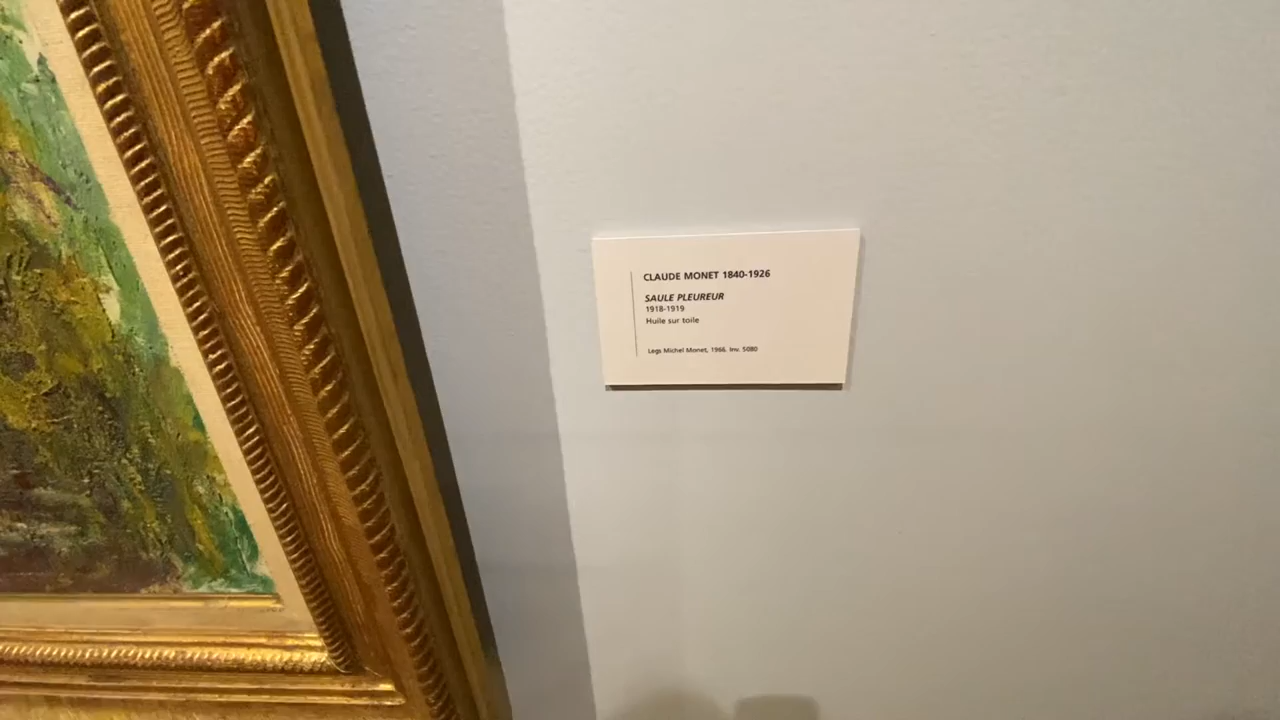 CLAUDE MONET 1840-1926
SAULE PLEUREUR
1918-1919
Huile sur toile
Legs Michel Monet, 1966. Inv. 5080